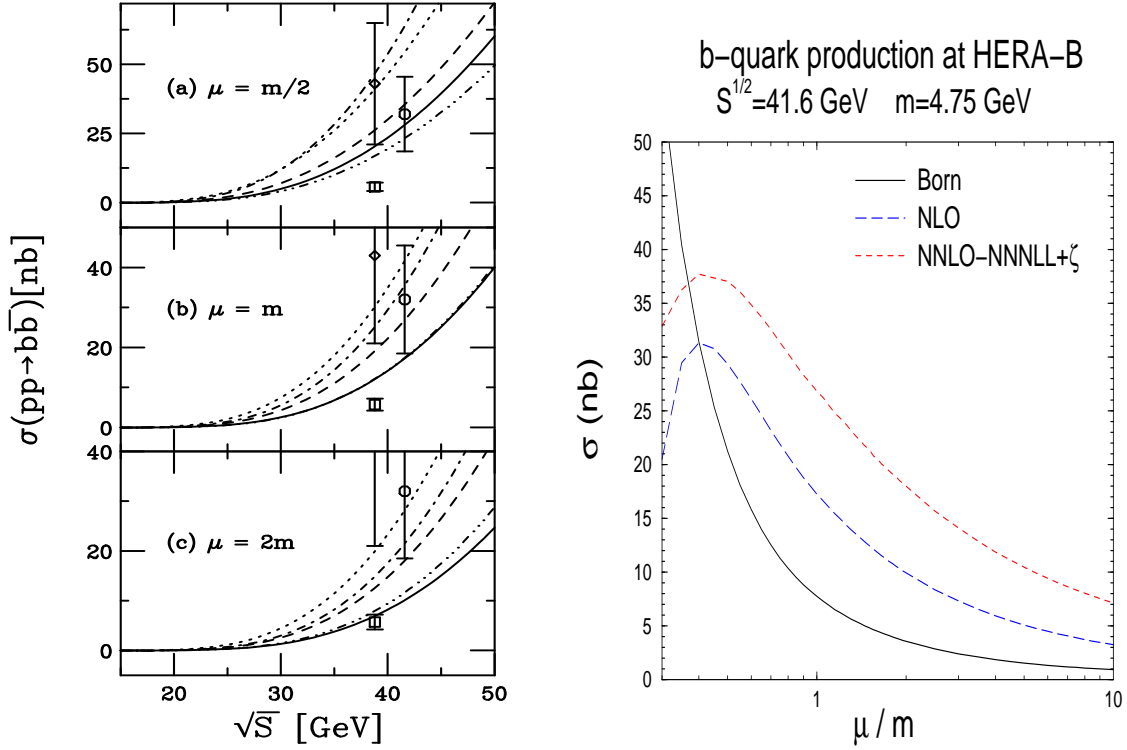 σ(pp→bb̅)[nb]
50
25
0
(a) μ = m/2
40
20
0
(b) μ = m
40
20
0
(c) μ = 2m
20 30 40 50
√S [GeV]
b−quark production at HERA−B
S^1/2=41.6 GeV m=4.75 GeV
σ (nb)
50
45
40
35
30
25
20
15
10
5
0
Born
NLO
NNLO−NNNLL+ζ
1 10
μ / m